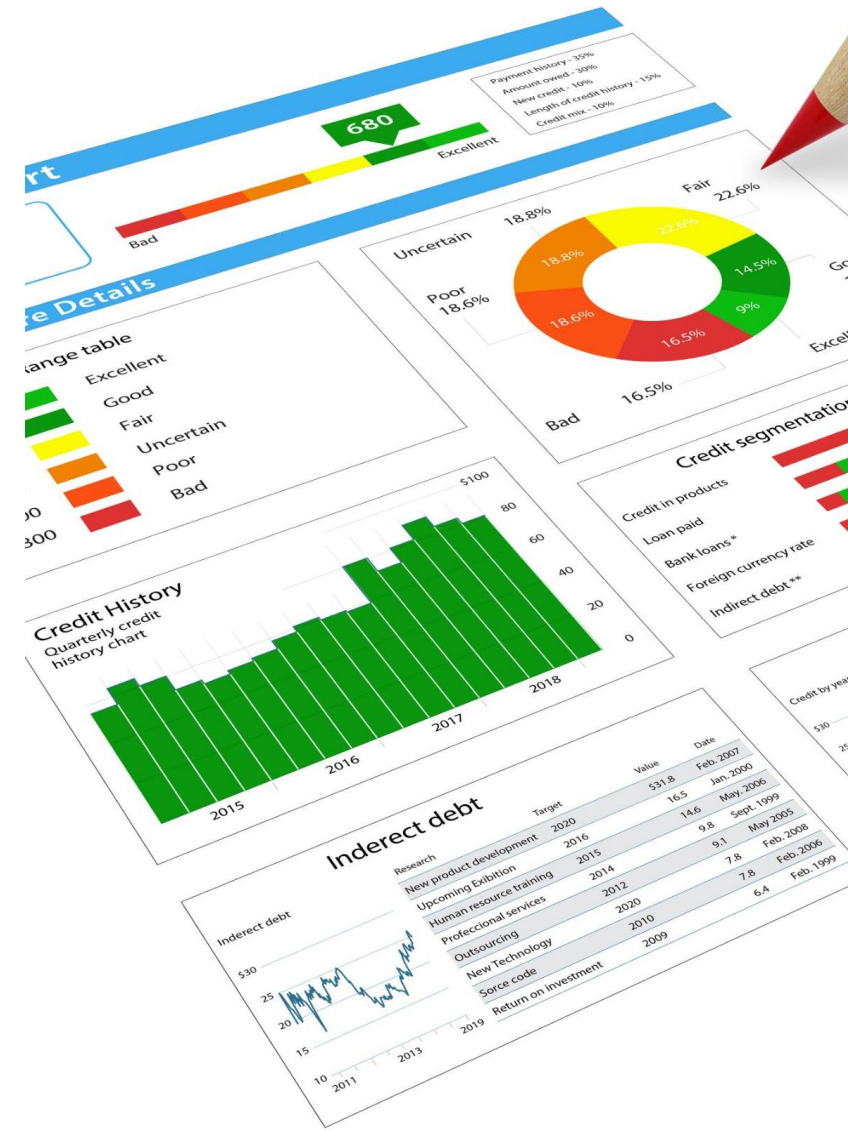 rt
680
Bad
Excellent
Payment history - 35%
Amount owed - 30%
New credit - 10%
Length of credit history - 15%
Credit mix - 10%
re Details
ange table
Excellent
Good
Fair
Uncertain
Poor
Bad
00
300
Uncertain 18.8%
Fair
22.6%
Poor
18.6%
Bad 16.5%
Go
Excell
18.8%
22.6%
14.5%
9%
16.5%
18.6%
Credit segmentation
Credit in products
Loan paid
Bank loans*
Foreign currency rate
Indirect debt**
Credit History
Quarterly credit
history chart
$100
80
60
40
20
0
2015 2016 2017 2018
Credit by year
$30
25
Inderect debt
Inderect debt
$30
25
20
15
10
2011 2013 2019
Research Target Value Date
New product development 2020 $31.8 Feb. 2007
Upcoming Exibition 2016 16.5 Jan. 2000
Human resource training 2015 14.6 May. 2006
Profeccional services 2014 9.8 Sept. 1999
Outsourcing 2012 9.1 May 2005
New Technology 2020 7.8 Feb. 2008
Sorce code 2010 7.8 Feb. 2006
Return on investment 2009 6.4 Feb. 1999